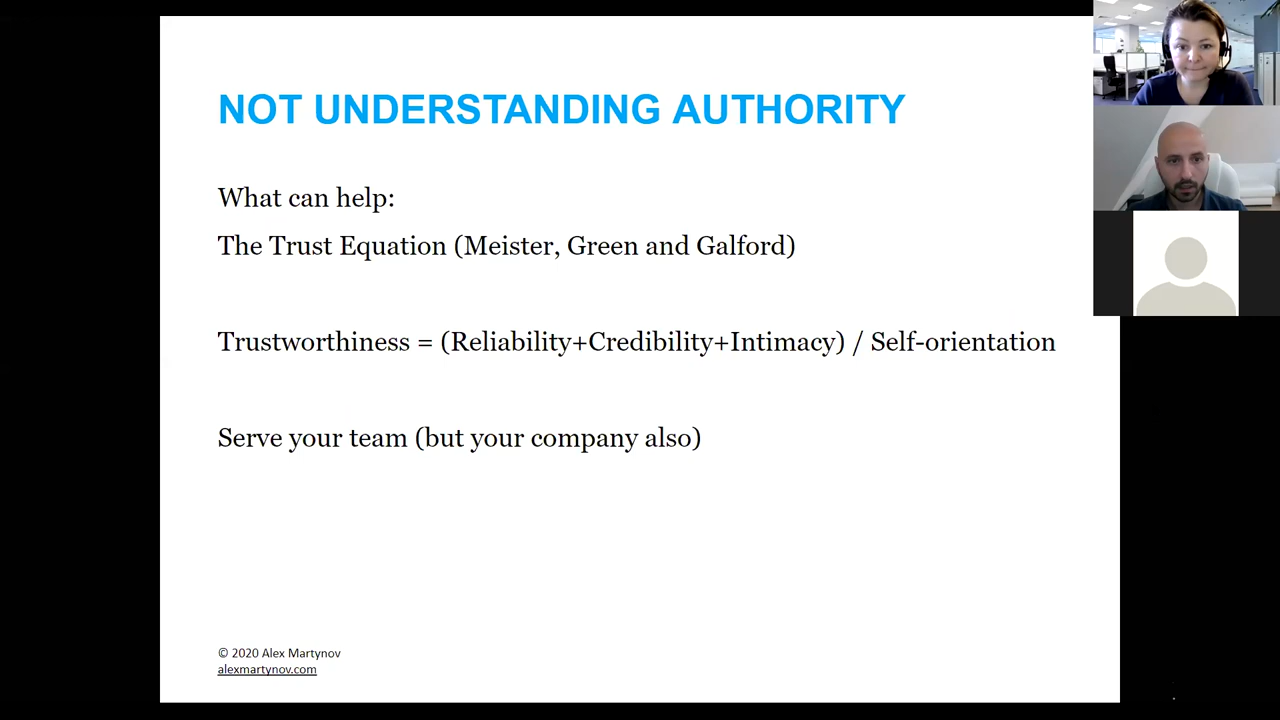 NOT UNDERSTANDING AUTHORITY
What can help:
The Trust Equation (Meister, Green and Galford)
Trustworthiness = (Reliability+Credibility+Intimacy) / Self-orientation
Serve your team (but your company also)
© 2020 Alex Martynov
alexmartynov.com